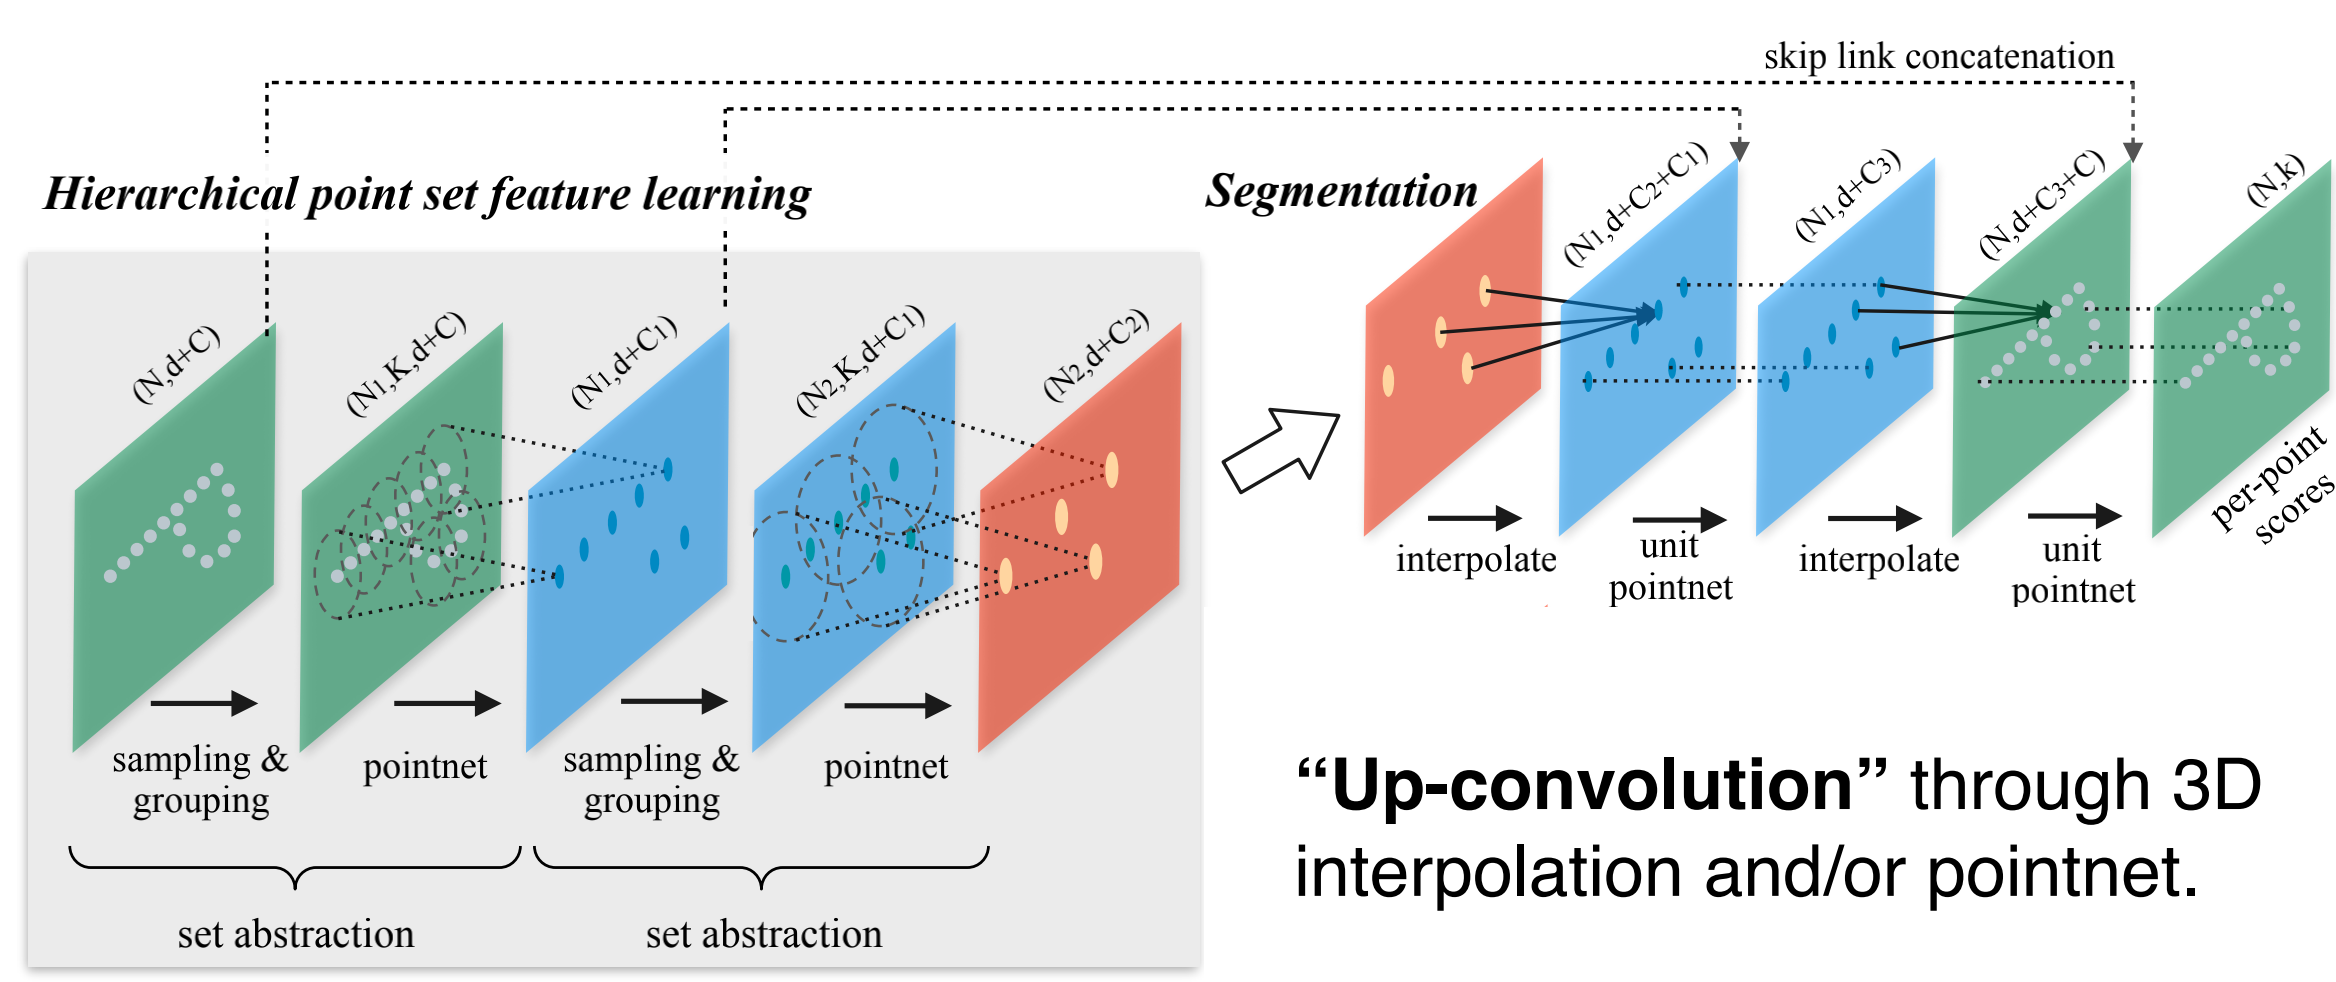 skip link concatenation
Hierarchical point set feature learning
Segmentation
(N,d+C)
(N1,K,d+C)
(N1,d+C1)
(N2,K,d+C1)
(N2,d+C2)
(N1,d+C2+C1)
(N1,d+C3)
(N,d+C3+C)
(N,k)
sampling &
grouping
pointnet
sampling &
grouping
pointnet
set abstraction
set abstraction
interpolate
unit
pointnet
interpolate
unit
pointnet
per-point
scores
“Up-convolution” through 3D
interpolation and/or pointnet.